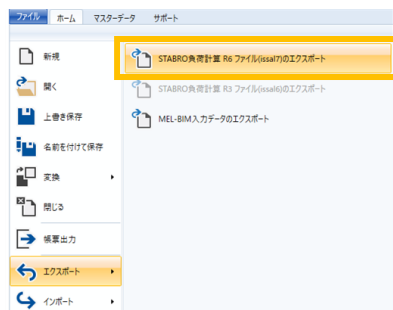 ファイル ホーム マスターデータ サポート
新規
開く
上書き保存
名前を付けて保存
変換
閉じる
帳票出力
エクスポート
インポート
STABRO負荷計算 R6 ファイル(issal7)のエクスポート
STABRO負荷計算 R3 ファイル(issal6)のエクスポート
MEL-BIM入力データのエクスポート